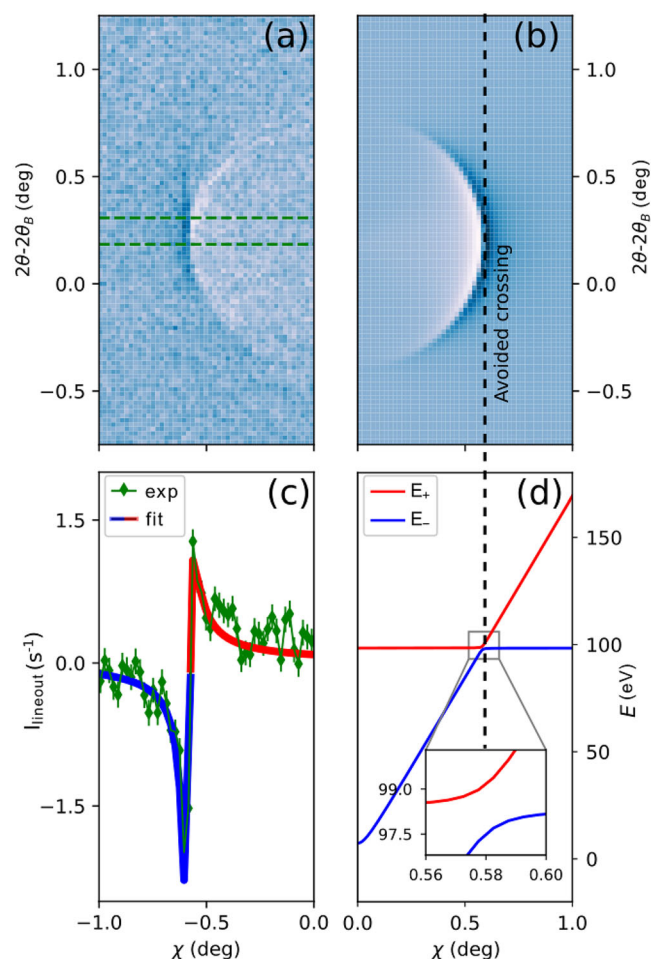 (a)
(b)
1.0
0.5
0.0
−0.5
2θ-2θ_B (deg)
Avoided crossing
1.0
0.5
0.0
−0.5
2θ-2θ_B (deg)
exp
fit
(c)
1.5
0.0
−1.5
I_lineout (s⁻¹)
−1.0
−0.5
0.0
χ (deg)
E₊
E₋
(d)
150
100
50
0
E (eV)
99.0
97.5
0.56
0.58
0.60
0.0
0.5
1.0
χ (deg)